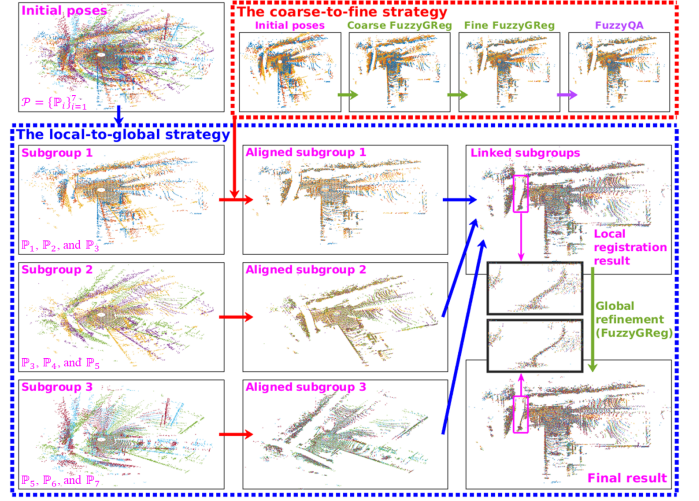 Initial poses
𝒫 = {ℙᵢ}⁷ᵢ₌₁.
The coarse-to-fine strategy
Initial poses
Coarse FuzzyGReg
Fine FuzzyGReg
FuzzyQA
The local-to-global strategy
Subgroup 1
ℙ₁, ℙ₂, and ℙ₃
Aligned subgroup 1
Linked subgroups
Local
registration
result
Subgroup 2
ℙ₃, ℙ₄, and ℙ₅
Aligned subgroup 2
Global
refinement
(FuzzyGReg)
Subgroup 3
ℙ₅, ℙ₆, and ℙ₇
Aligned subgroup 3
Final result